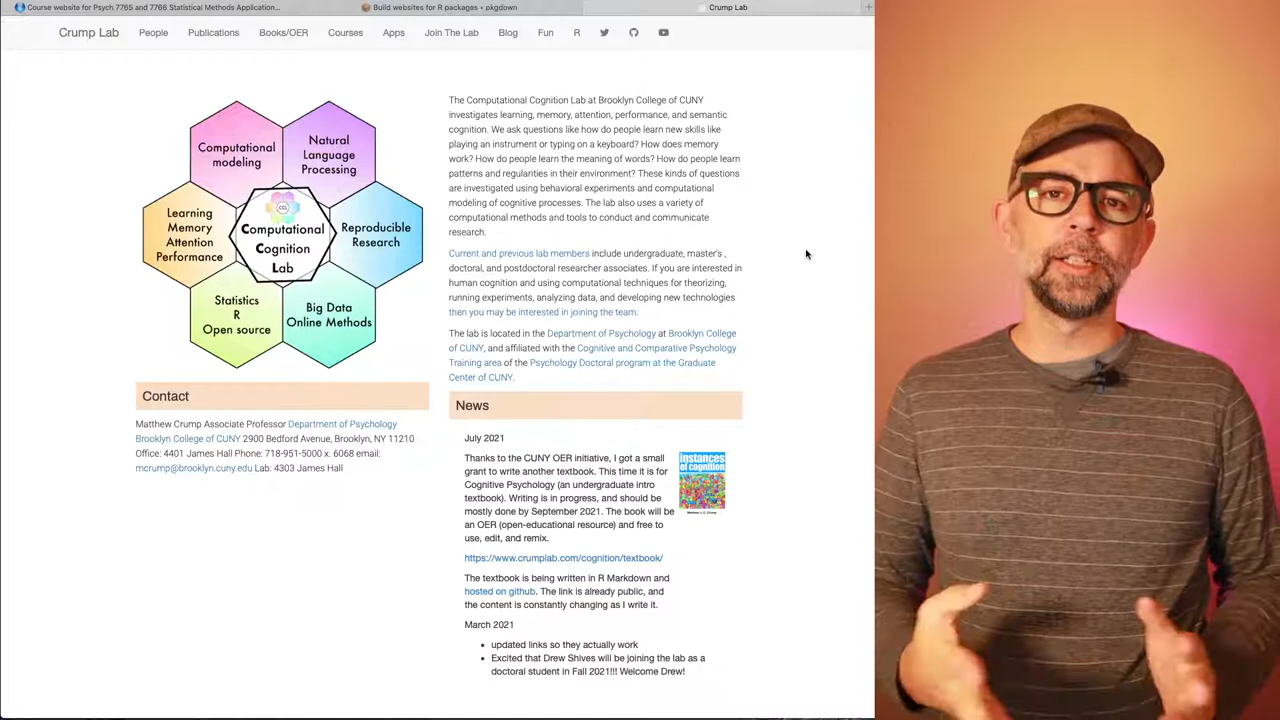 Course website for Psych 7765 and 7766 Statistical Methods Application...
Build websites for R packages • pkgdown
Crump Lab
Crump Lab
People
Publications
Books/OER
Courses
Apps
Join The Lab
Blog
Fun
R
Computational
modeling
Natural
Language
Processing
Learning
Memory
Attention
Performance
Computational
Cognition
Lab
Reproducible
Research
Statistics
R
Open source
Big Data
Online Methods
Contact
Matthew Crump Associate Professor Department of Psychology
Brooklyn College of CUNY 2900 Bedford Avenue, Brooklyn, NY 11210
Office: 4401 James Hall Phone: 718-951-5000 x. 6068 email:
mcrump@brooklyn.cuny.edu Lab: 4303 James Hall
The Computational Cognition Lab at Brooklyn College of CUNY
investigates learning, memory, attention, performance, and semantic
cognition. We ask questions like how do people learn new skills like
playing an instrument or typing on a keyboard? How does memory
work? How do people learn the meaning of words? How do people learn
patterns and regularities in their environment? These kinds of questions
are investigated using behavioral experiments and computational
modeling of cognitive processes. The lab also uses a variety of
computational methods and tools to conduct and communicate
research.
Current and previous lab members include undergraduate, master's ,
doctoral, and postdoctoral researcher associates. If you are interested in
human cognition and using computational techniques for theorizing,
running experiments, analyzing data, and developing new technologies
then you may be interested in joining the team.
The lab is located in the Department of Psychology at Brooklyn College
of CUNY, and affiliated with the Cognitive and Comparative Psychology
Training area of the Psychology Doctoral program at the Graduate
Center of CUNY.
News
July 2021
Thanks to the CUNY OER initiative, I got a small
grant to write another textbook. This time it is for
Cognitive Psychology (an undergraduate intro
textbook). Writing is in progress, and should be
mostly done by September 2021. The book will be
an OER (open-educational resource) and free to
use, edit, and remix.
instances
of cognition
https://www.crumplab.com/cognition/textbook/
The textbook is being written in R Markdown and
hosted on github. The link is already public, and
the content is constantly changing as I write it.
March 2021
• updated links so they actually work
• Excited that Drew Shives will be joining the lab as a
doctoral student in Fall 2021!!! Welcome Drew!